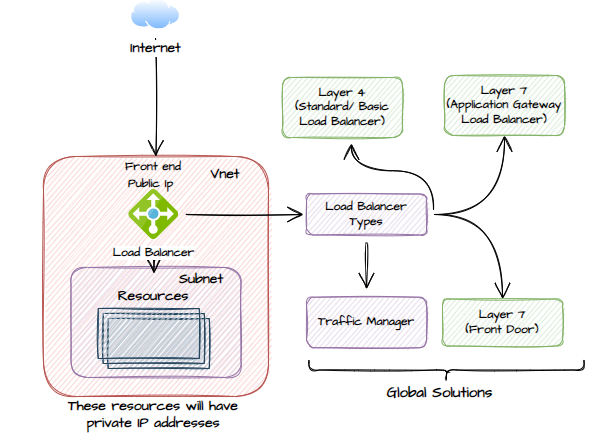 Internet
Front end
Public Ip
Vnet
Load Balancer
Subnet
Resources
These resources will have
private IP addresses
Layer 4
(Standard/ Basic
Load Balancer)
Layer 7
(Application Gateway
Load Balancer)
Load Balancer
Types
Traffic Manager
Layer 7
(Front Door)
Global Solutions